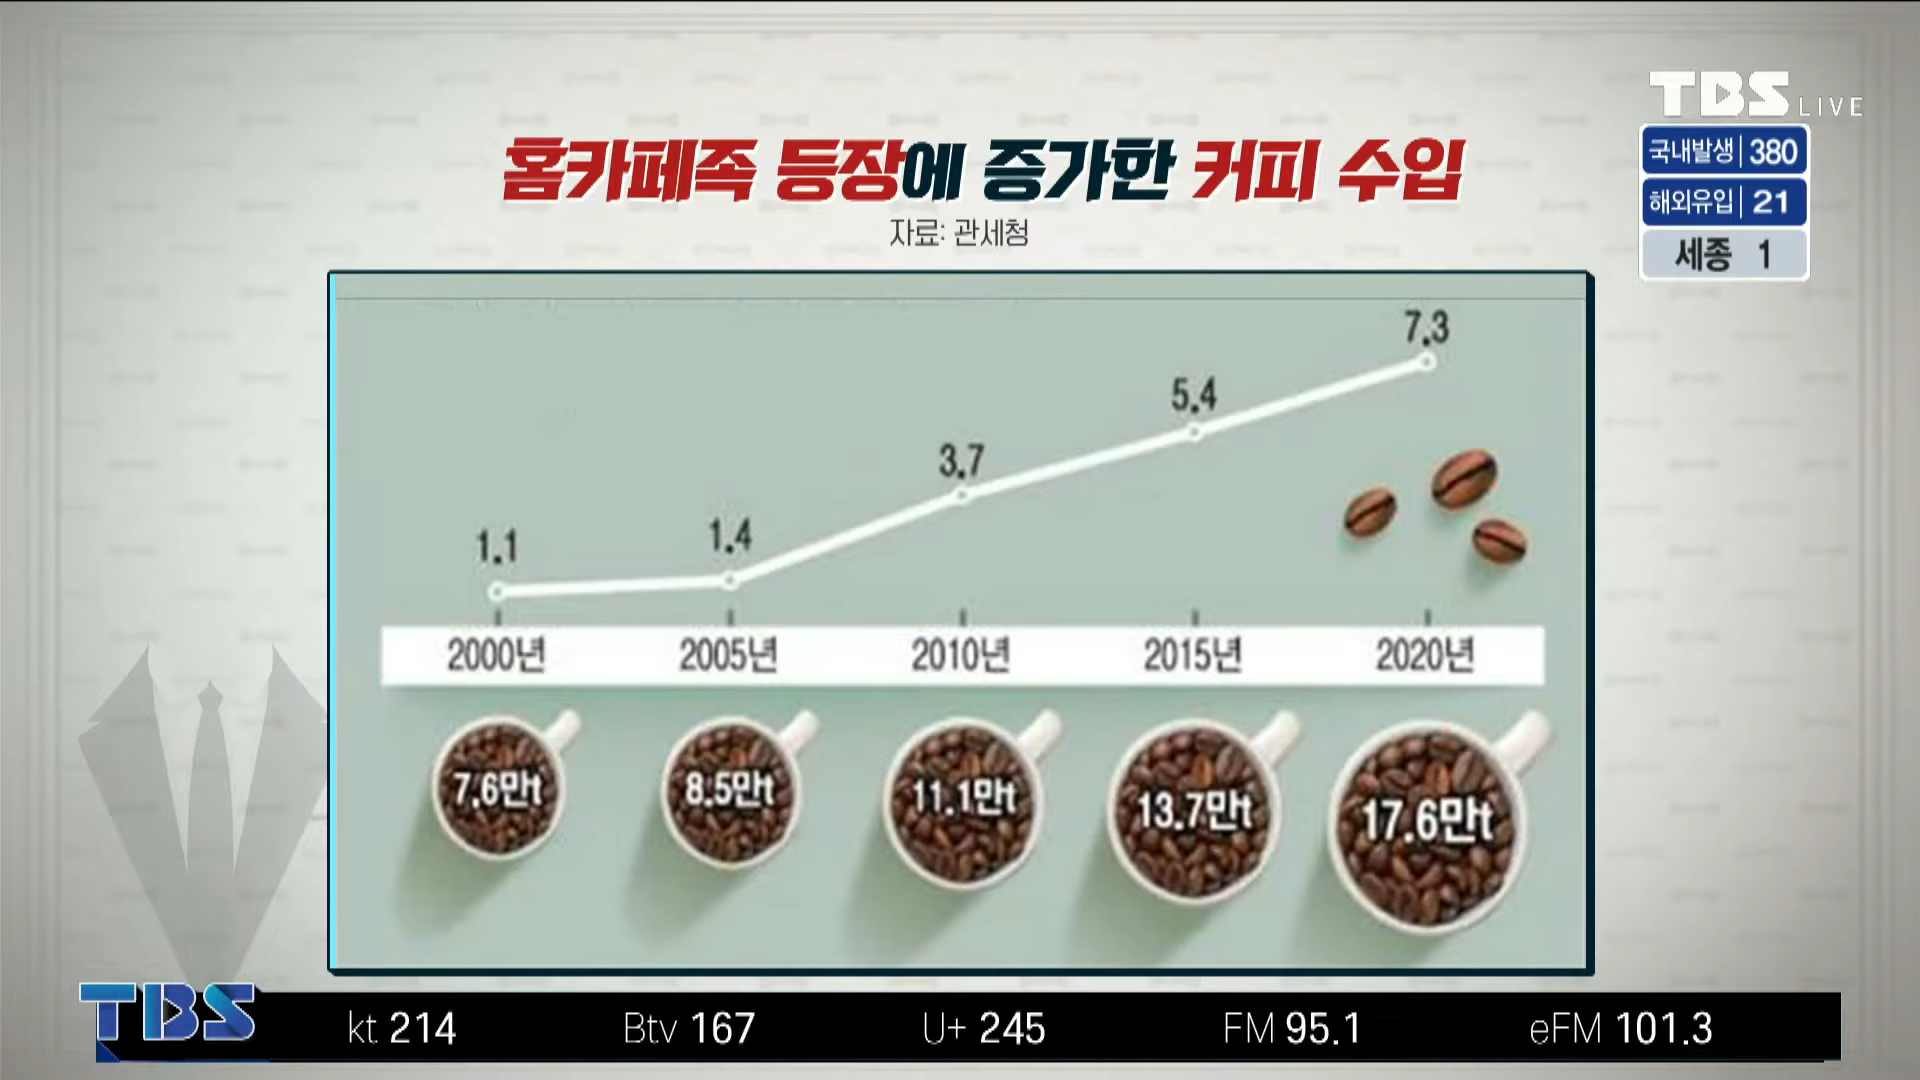 TBS LIVE
국내발생 380
해외유입 21
세종 1
홈카페족 등장에 증가한 커피 수입
자료: 관세청
7.3
5.4
3.7
1.4
1.1
2000년 2005년 2010년 2015년 2020년
7.6만t 8.5만t 11.1만t 13.7만t 17.6만t
TBS kt 214 Btv 167 U+ 245 FM 95.1 eFM 101.3